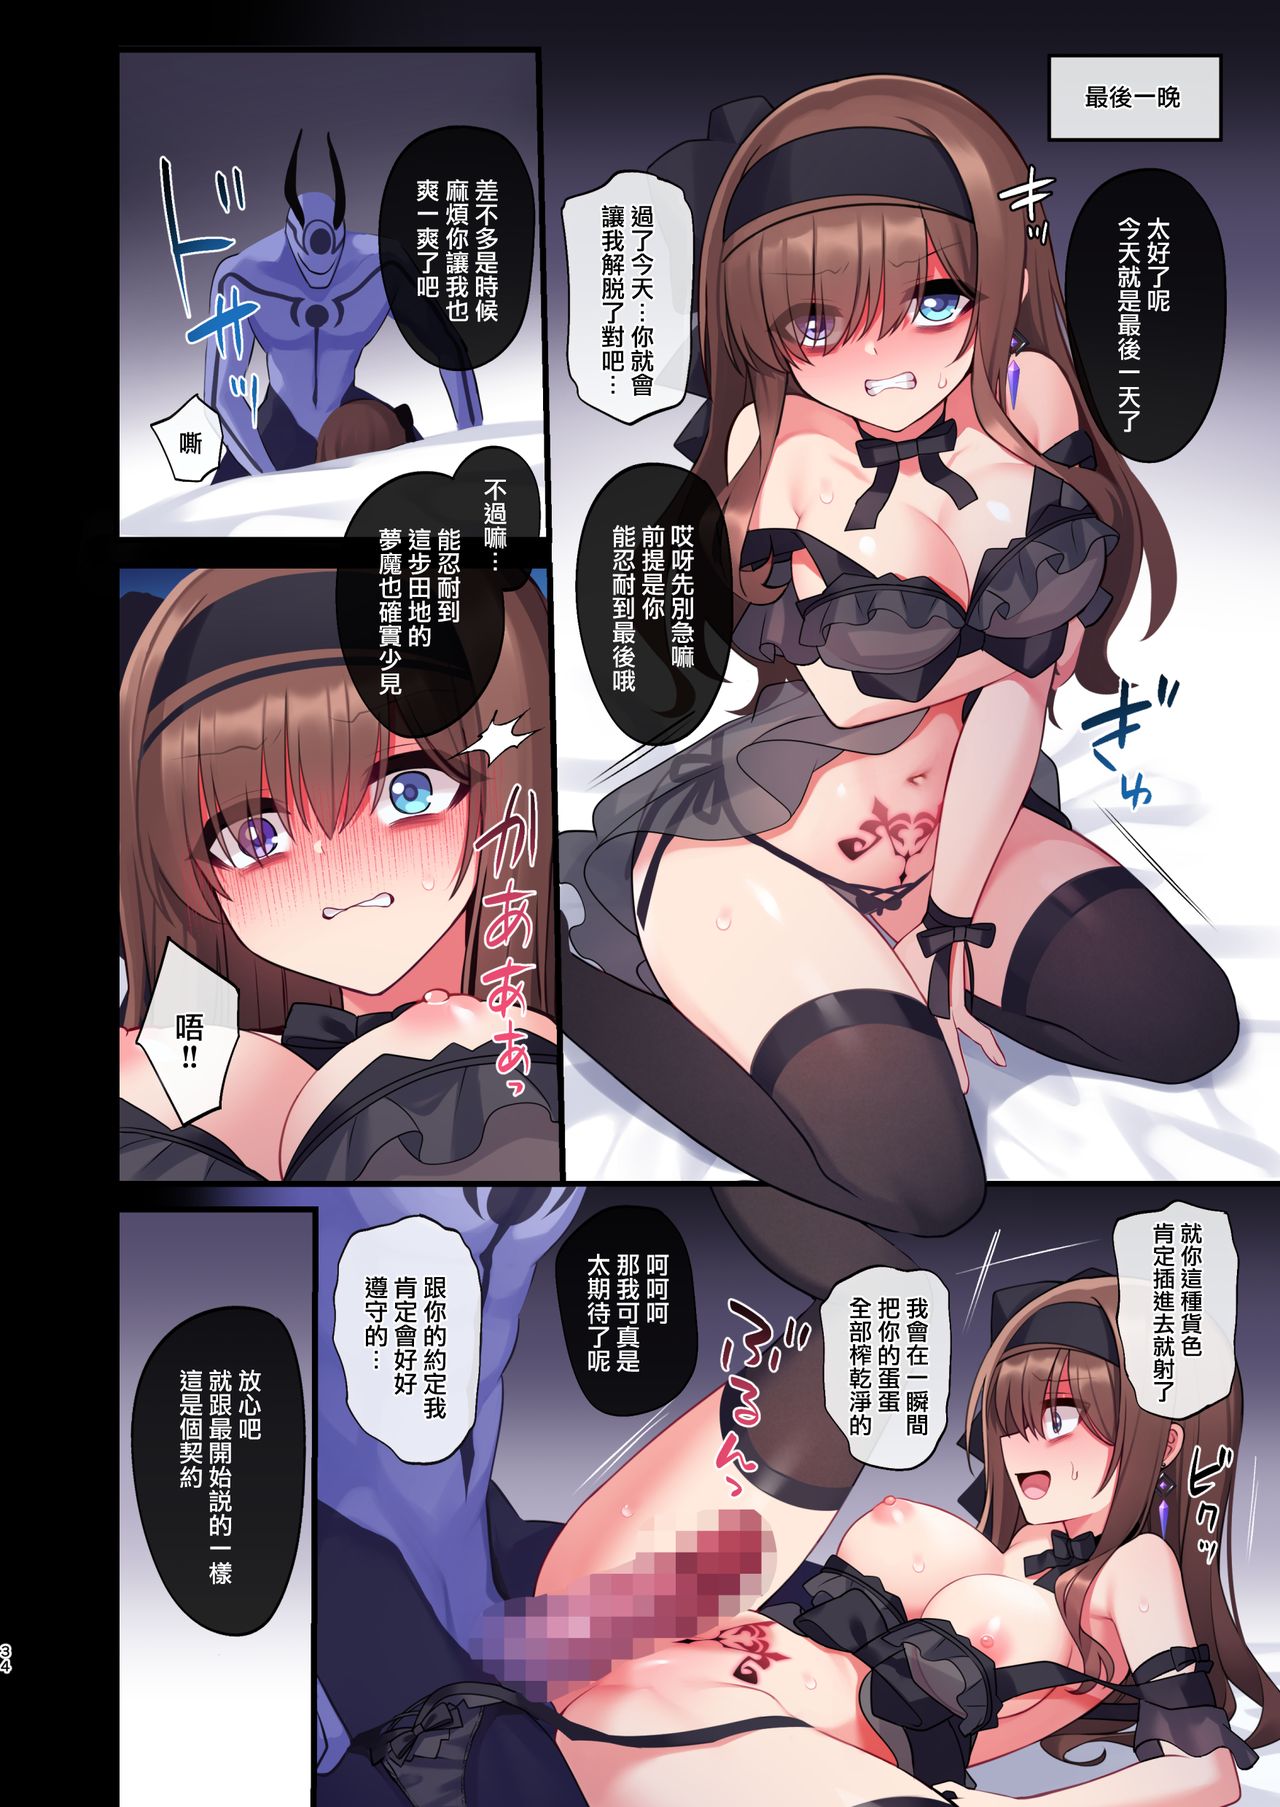 最後一晚
太好了呢
今天就是最後一天了
過了今天…你就會
讓我解脱了對吧…
哎呀先別急嘛
前提是你
能忍耐到最後哦
ぎゅ
差不多是時候
麻煩你讓我也
爽一爽了吧
ドサッ
嘶
不過嘛…
能忍耐到
這步田地的
夢魔也確實少見
かあああぁっ
唔!!
就你這種貨色
肯定插進去就射了
我會在一瞬間
把你的蛋蛋
全部榨乾淨的
ビクッ
ぶるんっ
呵呵呵
那我可真是
太期待了呢
跟你的約定我
肯定會好好
遵守的…
放心吧
就跟最開始説的一樣
這是個契約
34